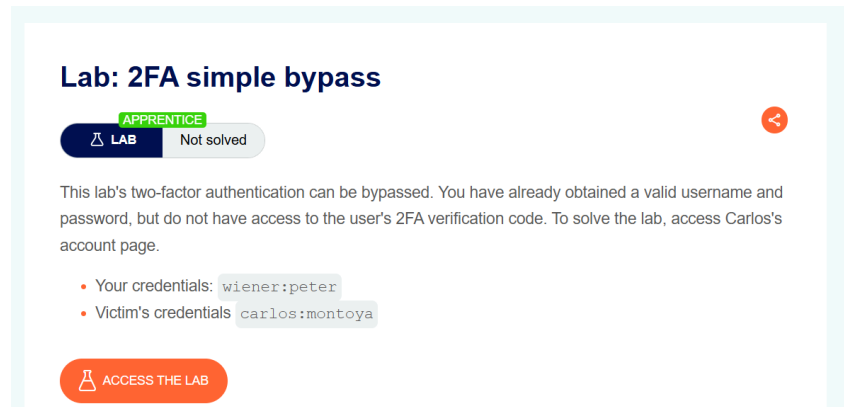 Lab: 2FA simple bypass
APPRENTICE
LAB Not solved
This lab's two-factor authentication can be bypassed. You have already obtained a valid username and
password, but do not have access to the user's 2FA verification code. To solve the lab, access Carlos's
account page.
• Your credentials: wiener:peter
• Victim's credentials carlos:montoya
ACCESS THE LAB